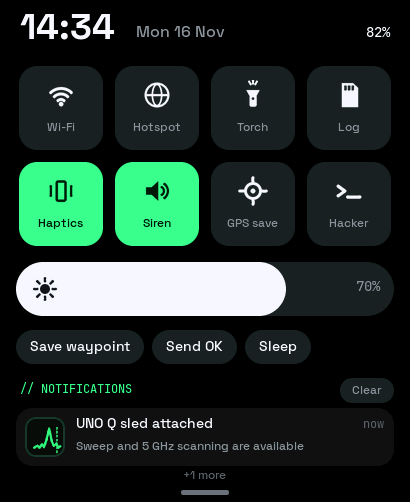 14:34 Mon 16 Nov 82%
Wi-Fi Hotspot Torch Log
Haptics Siren GPS save Hacker
70%
Save waypoint Send OK Sleep
// NOTIFICATIONS Clear
UNO Q sled attached now
Sweep and 5 GHz scanning are available
+1 more